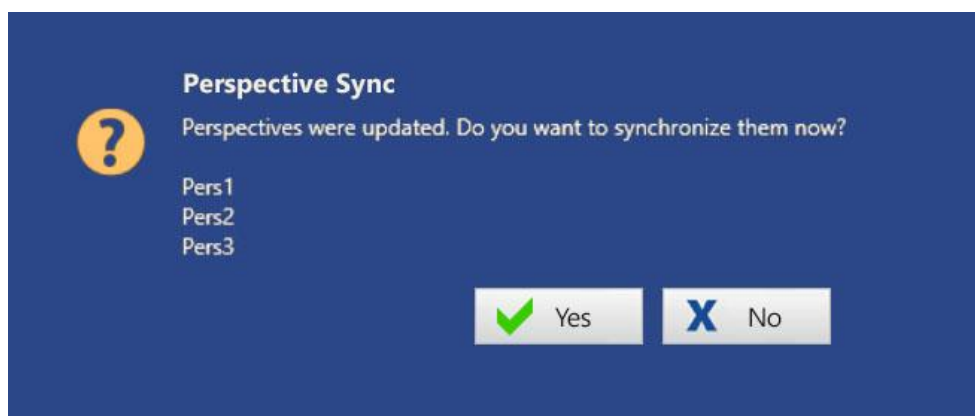 Perspective Sync
Perspectives were updated. Do you want to synchronize them now?
Pers1
Pers2
Pers3
Yes
No